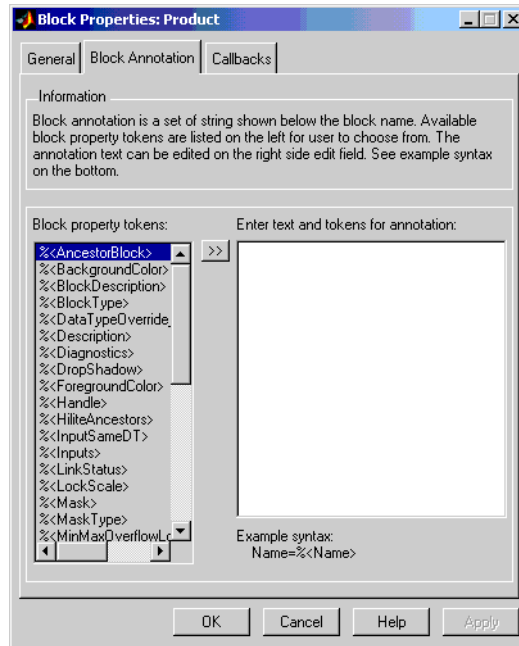 Block Properties: Product
General
Block Annotation
Callbacks
Information
Block annotation is a set of string shown below the block name. Available
block property tokens are listed on the left for user to choose from. The
annotation text can be edited on the right side edit field. See example syntax
on the bottom.
Block property tokens:
%<AncestorBlock>
%<BackgroundColor>
%<BlockDescription>
%<BlockType>
%<DataTypeOverride_
%<Description>
%<Diagnostics>
%<DropShadow>
%<ForegroundColor>
%<Handle>
%<HiliteAncestors>
%<InputSameDT>
%<Inputs>
%<LinkStatus>
%<LockScale>
%<Mask>
%<MaskType>
%<MinMaxOverflowLo
>>
Enter text and tokens for annotation:
Example syntax:
Name=%<Name>
OK
Cancel
Help
Apply